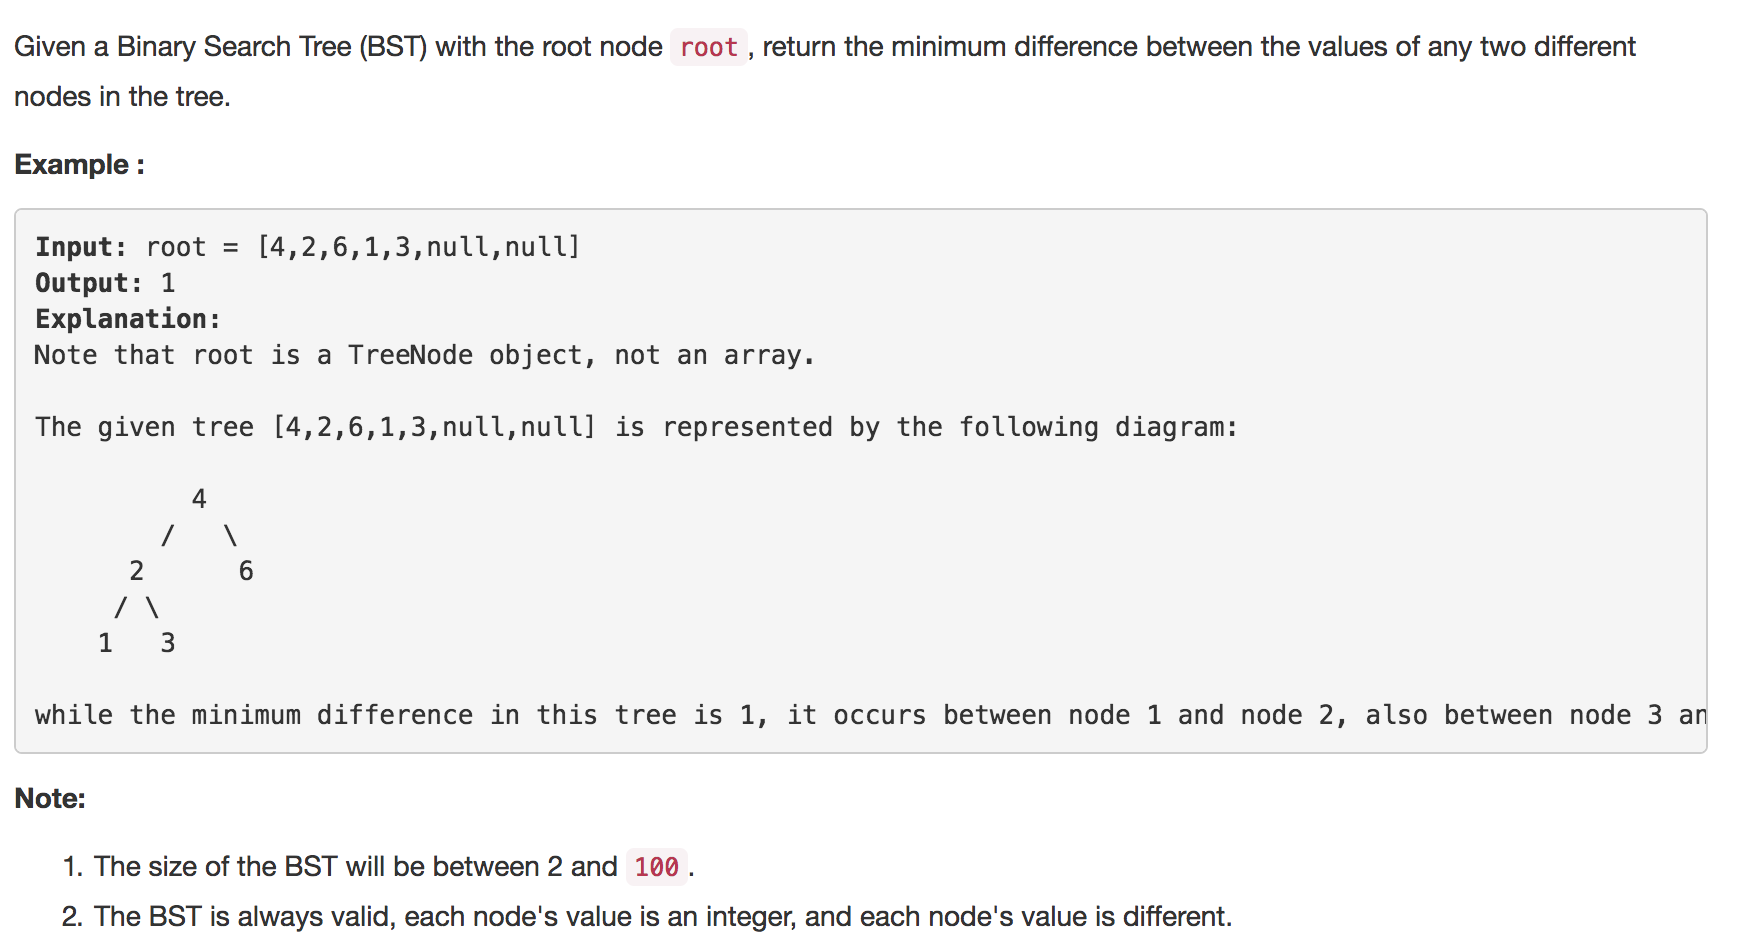 Given a Binary Search Tree (BST) with the root node root, return the minimum difference between the values of any two different
nodes in the tree.
Example :
Input: root = [4,2,6,1,3,null,null]
Output: 1
Explanation:
Note that root is a TreeNode object, not an array.
The given tree [4,2,6,1,3,null,null] is represented by the following diagram:
4
/ \
2 6
/ \
1 3
while the minimum difference in this tree is 1, it occurs between node 1 and node 2, also between node 3 an
Note:
1. The size of the BST will be between 2 and 100.
2. The BST is always valid, each node's value is an integer, and each node's value is different.